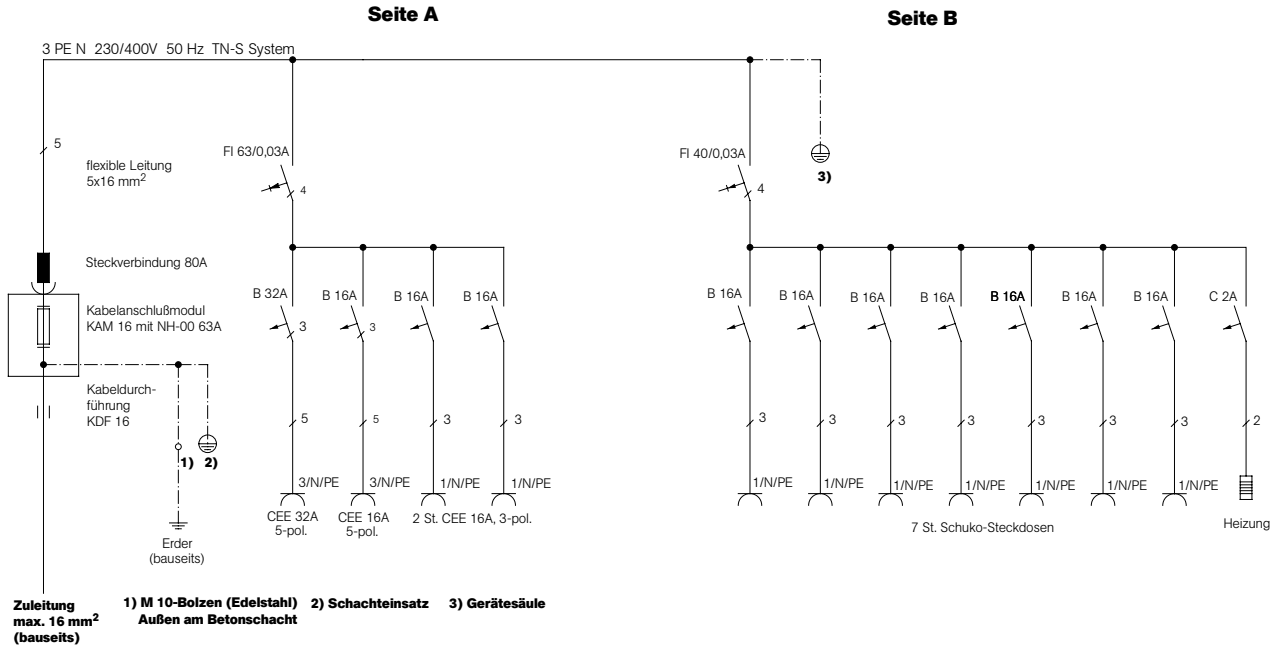 Seite A
Seite B
3 PE N 230/400V 50 Hz TN-S System
5
flexible Leitung
5x16 mm²
Steckverbindung 80A
Kabelanschlußmodul
KAM 16 mit NH-00 63A
Kabeldurch-
führung
KDF 16
1)
2)
Erder
(bauseits)
Zuleitung
max. 16 mm²
(bauseits)
FI 63/0,03A
4
B 32A
B 16A
B 16A
B 16A
3
3
5
5
3
3
3/N/PE
3/N/PE
1/N/PE
1/N/PE
CEE 32A
5-pol.
CEE 16A
5-pol.
2 St. CEE 16A, 3-pol.
FI 40/0,03A
4
3)
B 16A
B 16A
B 16A
B 16A
B 16A
B 16A
B 16A
C 2A
3
3
3
3
3
3
3
2
1/N/PE
1/N/PE
1/N/PE
1/N/PE
1/N/PE
1/N/PE
1/N/PE
7 St. Schuko-Steckdosen
Heizung
1) M 10-Bolzen (Edelstahl)
Außen am Betonschacht
2) Schachteinsatz
3) Gerätesäule